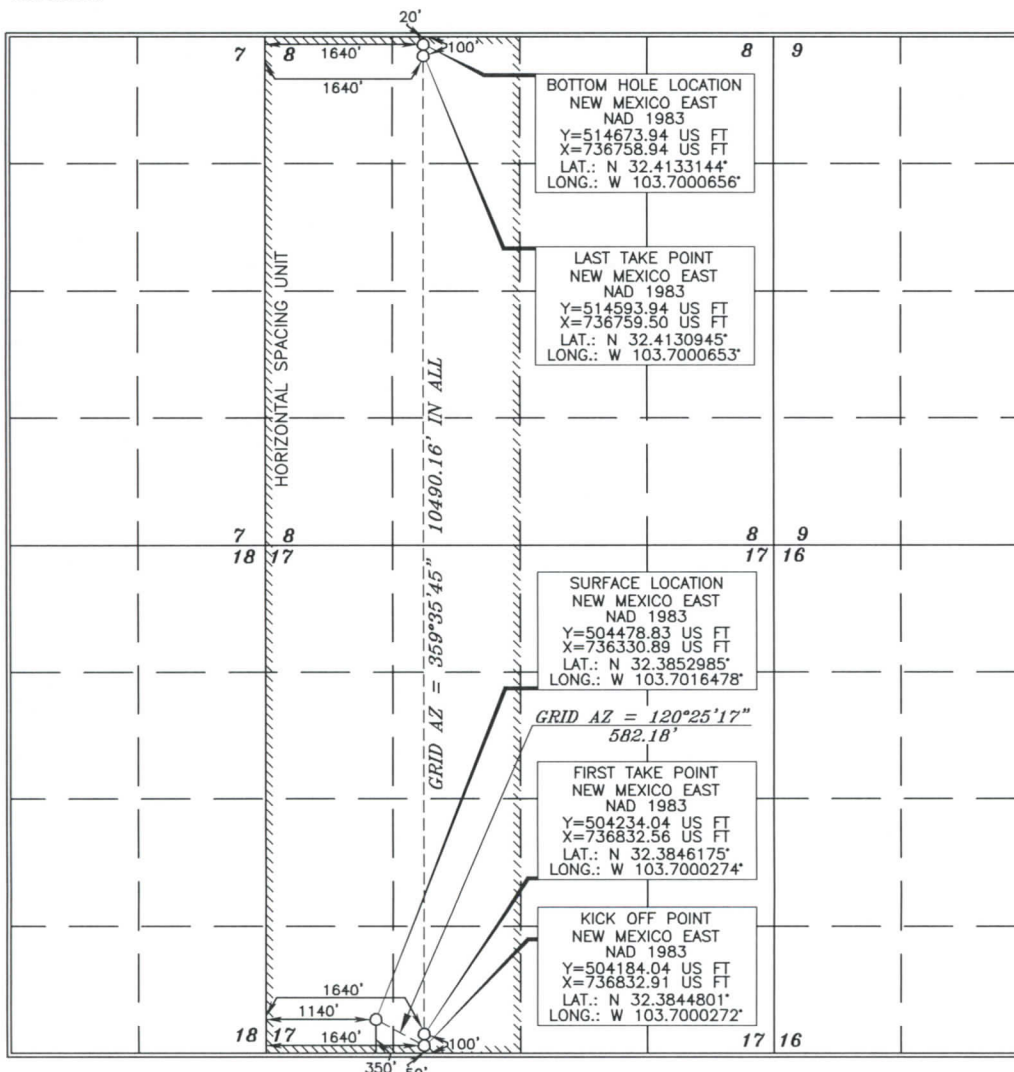 20'
7 8
1640'
100'
8 9
1640'
BOTTOM HOLE LOCATION
NEW MEXICO EAST
NAD 1983
Y=514673.94 US FT
X=736758.94 US FT
LAT.: N 32.4133144°
LONG.: W 103.7000656°
LAST TAKE POINT
NEW MEXICO EAST
NAD 1983
Y=514593.94 US FT
X=736759.50 US FT
LAT.: N 32.4130945°
LONG.: W 103.7000653°
HORIZONTAL SPACING UNIT
GRID AZ = 359°35'45" 10490.16' IN ALL
7 8
18 17
8 9
17 16
SURFACE LOCATION
NEW MEXICO EAST
NAD 1983
Y=504478.83 US FT
X=736330.89 US FT
LAT.: N 32.3852985°
LONG.: W 103.7016478°
GRID AZ = 120°25'17"
582.18'
FIRST TAKE POINT
NEW MEXICO EAST
NAD 1983
Y=504234.04 US FT
X=736832.56 US FT
LAT.: N 32.3846175°
LONG.: W 103.7000274°
KICK OFF POINT
NEW MEXICO EAST
NAD 1983
Y=504184.04 US FT
X=736832.91 US FT
LAT.: N 32.3844801°
LONG.: W 103.7000272°
1640'
1140'
18 17
1640'
100'
17 16
350'
50'